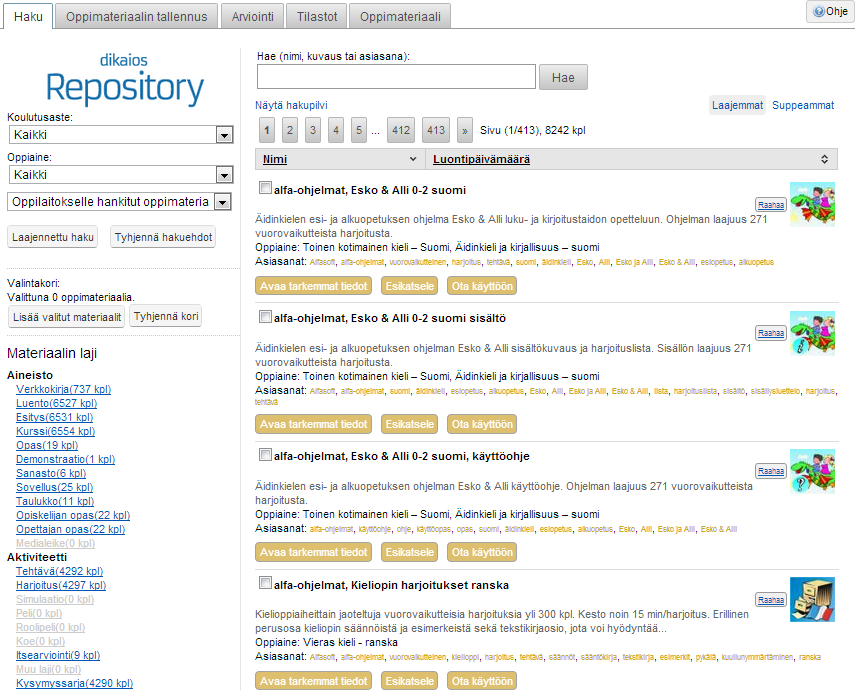 Haku
Oppimateriaalin tallennus
Arviointi
Tilastot
Oppimateriaali
Ohje
dikaios
Repository
Koulutusaste:
Kaikki
Oppiaine:
Kaikki
Oppilaitokselle hankitut oppimateria
Laajennettu haku
Tyhjennä hakuehdot
Valintakori:
Valittuna 0 oppimateriaalia.
Lisää valitut materiaalit
Tyhjennä kori
Materiaalin laji
Aineisto
Verkkokirja(737 kpl)
Luento(6527 kpl)
Esitys(6531 kpl)
Kurssi(6554 kpl)
Opas(19 kpl)
Demonstraatio(1 kpl)
Sanasto(6 kpl)
Sovellus(25 kpl)
Taulukko(11 kpl)
Opiskelijan opas(22 kpl)
Opettajan opas(22 kpl)
Medialeike(0 kpl)
Aktiviteetti
Tehtävä(4292 kpl)
Harjoitus(4297 kpl)
Simulaatio(0 kpl)
Peli(0 kpl)
Roolipeli(0 kpl)
Koe(0 kpl)
Itsearviointi(9 kpl)
Muu laji(0 kpl)
Kysymyssarja(4290 kpl)
Hae (nimi, kuvaus tai asiasana):
Hae
Näytä hakupilvi
Laajemmat Suppeammat
1 2 3 4 5 ... 412 413 » Sivu (1/413), 8242 kpl
Nimi Luontipäivämäärä
alfa-ohjelmat, Esko & Alli 0-2 suomi
Raahaa
Äidinkielen esi- ja alkuopetuksen ohjelma Esko & Alli luku- ja kirjoitustaidon opetteluun. Ohjelman laajuus 271
vuorovaikutteista harjoitusta.
Oppiaine: Toinen kotimainen kieli – Suomi, Äidinkieli ja kirjallisuus – suomi
Asiasanat: Alfasoft, alfa-ohjelmat, vuorovaikutteinen, harjoitus, tehtävä, suomi, äidinkieli, Esko, Alli, Esko ja Alli, Esko & Alli, esiopetus, alkuopetus
Avaa tarkemmat tiedot Esikatsele Ota käyttöön
alfa-ohjelmat, Esko & Alli 0-2 suomi sisältö
Raahaa
Äidinkielen esi- ja alkuopetuksen ohjelman Esko & Alli sisältökuvaus ja harjoituslista. Sisällön laajuus 271
vuorovaikutteista harjoitusta.
Oppiaine: Toinen kotimainen kieli – Suomi, Äidinkieli ja kirjallisuus – suomi
Asiasanat: Alfasoft, alfa-ohjelmat, suomi, äidinkieli, esiopetus, alkuopetus, Esko, Alli, Esko ja Alli, Esko & Alli, lista, harjoituslista, sisältö, sisällysluettelo, harjoitus,
tehtävä
Avaa tarkemmat tiedot Esikatsele Ota käyttöön
alfa-ohjelmat, Esko & Alli 0-2 suomi, käyttöohje
Raahaa
Äidinkielen esi- ja alkuopetuksen ohjelman Esko & Alli käyttöohje. Ohjelman laajuus 271 vuorovaikutteista
harjoitusta.
Oppiaine: Toinen kotimainen kieli – Suomi, Äidinkieli ja kirjallisuus – suomi
Asiasanat: alfa-ohjelmat, käyttöohje, ohje, käyttöopas, opas, suomi, äidinkieli, esiopetus, alkuopetus, Esko, Alli, Esko ja Alli, Esko & Alli
Avaa tarkemmat tiedot Esikatsele Ota käyttöön
alfa-ohjelmat, Kieliopin harjoitukset ranska
Raahaa
Kielioppiaiheittain jaoteltuja vuorovaikutteisia harjoituksia yli 300 kpl. Kesto noin 15 min/harjoitus. Erillinen
perusosa kieliopin säännöistä ja esimerkeistä sekä tekstikirjaosio, jota voi hyödyntää...
Oppiaine: Vieras kieli - ranska
Asiasanat: Alfasoft, alfa-ohjelmat, vuorovaikutteinen, kielioppi, harjoitus, tehtävä, säännöt, sääntökirja, tekstikirja, esimerkit, pykälä, kuullunymmärtäminen, ranska
Avaa tarkemmat tiedot Esikatsele Ota käyttöön